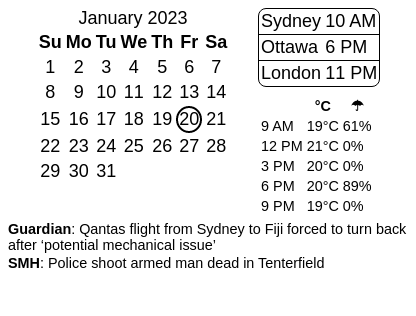 January 2023
Su Mo Tu We Th Fr Sa
1 2 3 4 5 6 7
8 9 10 11 12 13 14
15 16 17 18 19 20 21
22 23 24 25 26 27 28
29 30 31
Sydney 10 AM
Ottawa 6 PM
London 11 PM
°C ☂
9 AM 19°C 61%
12 PM 21°C 0%
3 PM 20°C 0%
6 PM 20°C 89%
9 PM 19°C 0%
Guardian: Qantas flight from Sydney to Fiji forced to turn back
after ‘potential mechanical issue’
SMH: Police shoot armed man dead in Tenterfield